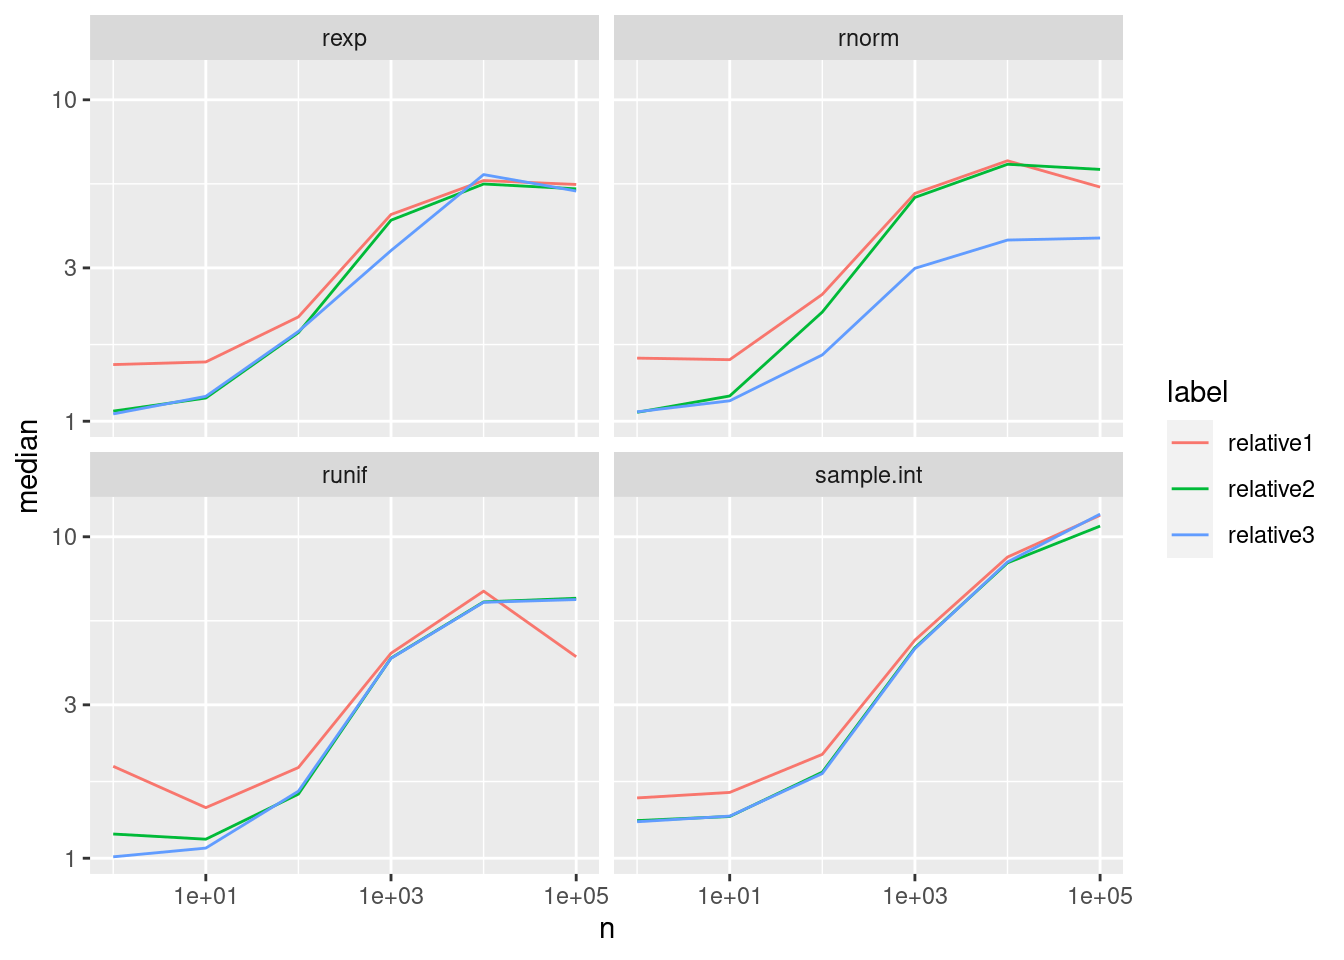 rexp
rnorm
10
3
1
runif
sample.int
10
3
1
1e+01
1e+03
1e+05
1e+01
1e+03
1e+05
n
median
label
relative1
relative2
relative3